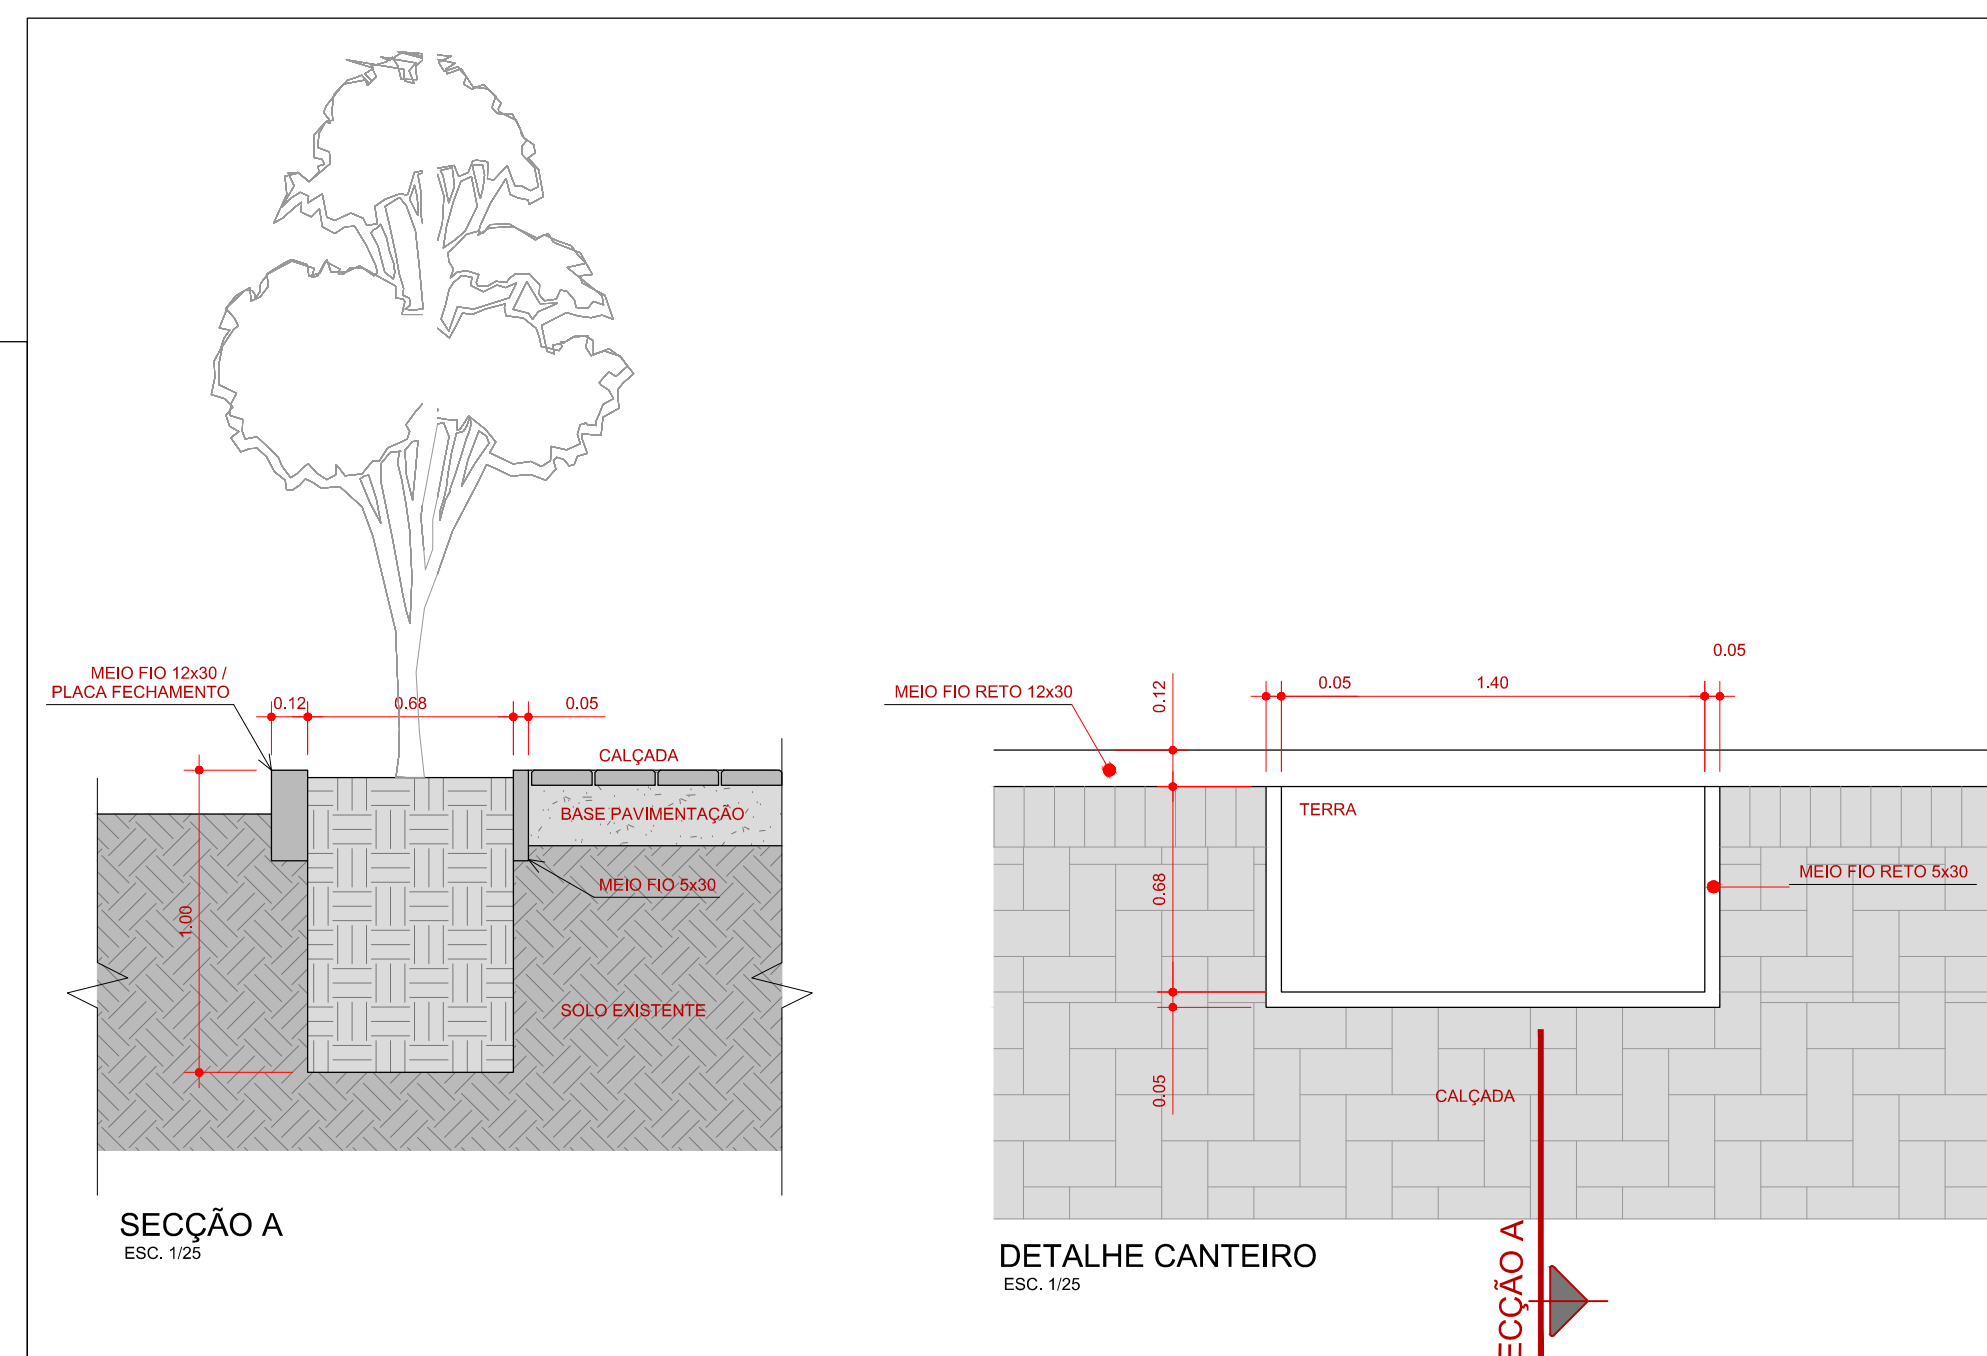 MEIO FIO 12x30 /
PLACA FECHAMENTO
0.12
0.68
0.05
CALÇADA
BASE PAVIMENTAÇÃO
MEIO FIO 5x30
1.00
SOLO EXISTENTE
SECÇÃO A
ESC. 1/25
0.05
MEIO FIO RETO 12x30
0.12
0.05
1.40
TERRA
0.68
MEIO FIO RETO 5x30
0.05
CALÇADA
DETALHE CANTEIRO
ESC. 1/25
ECÇÃO A